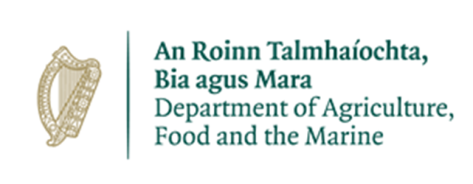 An Roinn Talmhaíochta,
Bia agus Mara
Department of Agriculture,
Food and the Marine